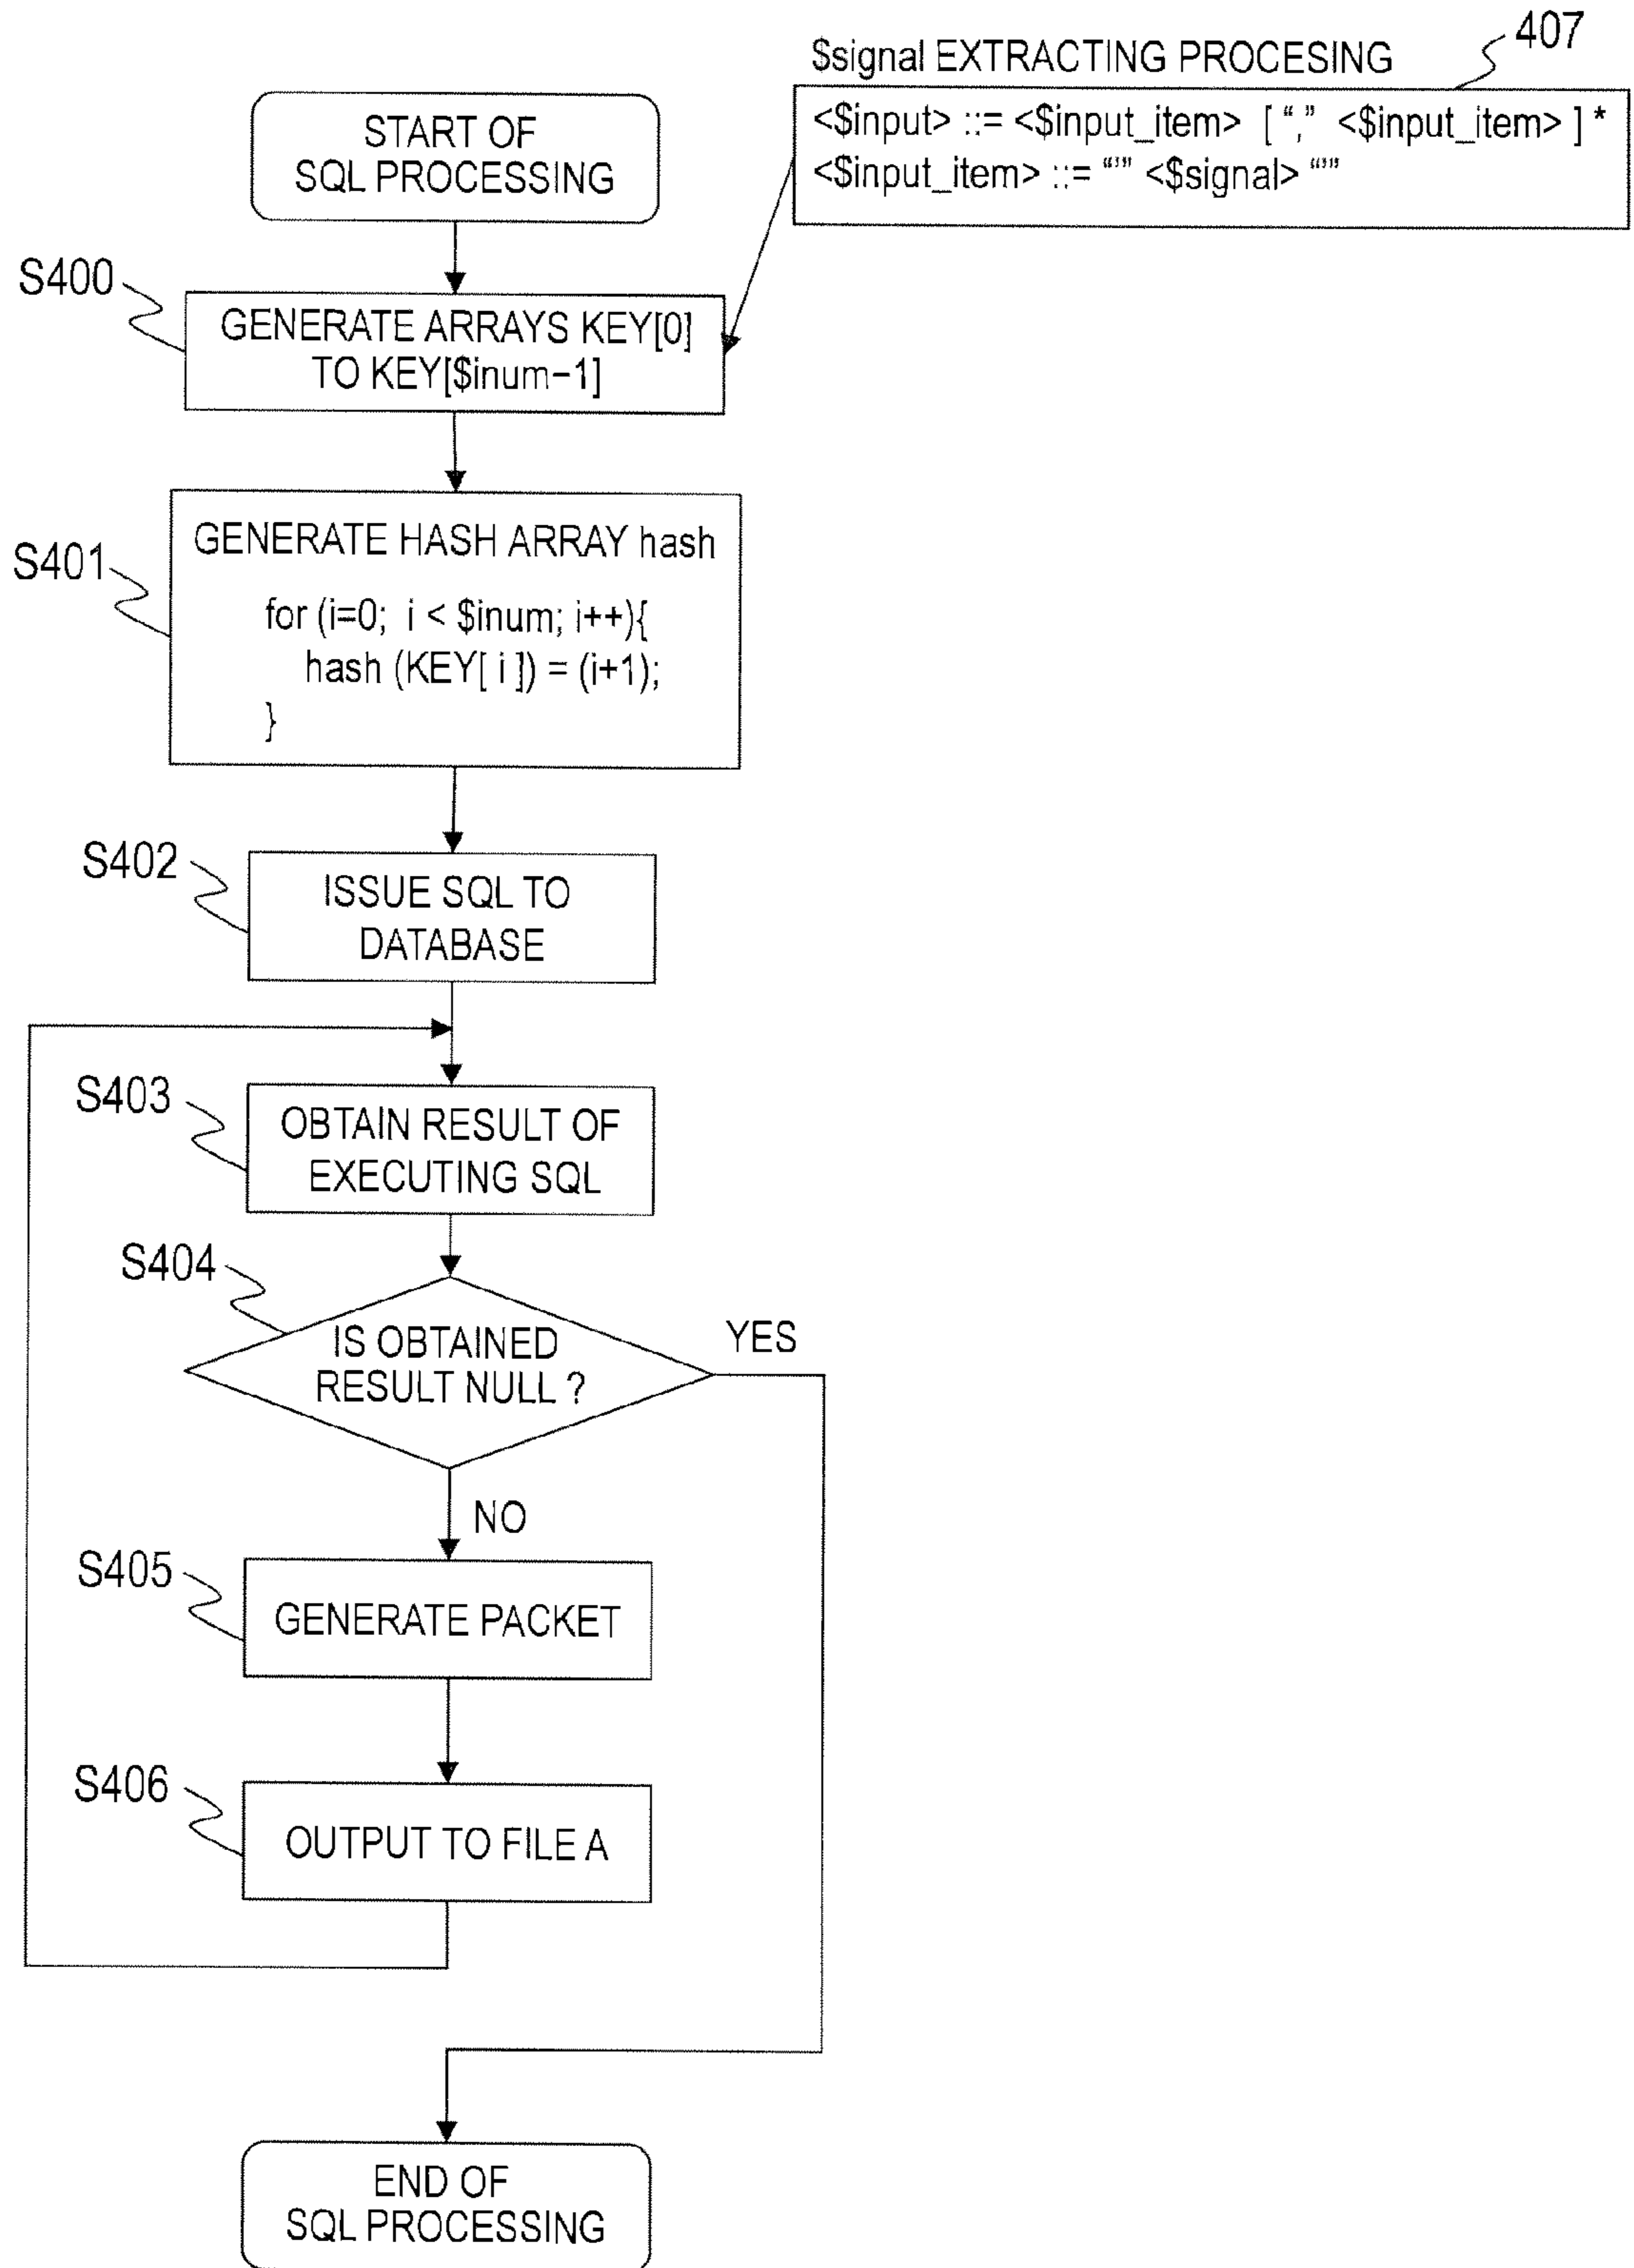 407
$signal EXTRACTING PROCESING
<$input> ::= <$input_item> [ “,” <$input_item> ] *
<$input_item> ::= “’” <$signal> “’”
START OF
SQL PROCESSING
S400
GENERATE ARRAYS KEY[0]
TO KEY[$inum−1]
S401
GENERATE HASH ARRAY hash
for (i=0; i < $inum; i++){
hash (KEY[ i ]) = (i+1);
}
S402
ISSUE SQL TO
DATABASE
S403
OBTAIN RESULT OF
EXECUTING SQL
S404
IS OBTAINED
RESULT NULL ?
YES
NO
S405
GENERATE PACKET
S406
OUTPUT TO FILE A
END OF
SQL PROCESSING